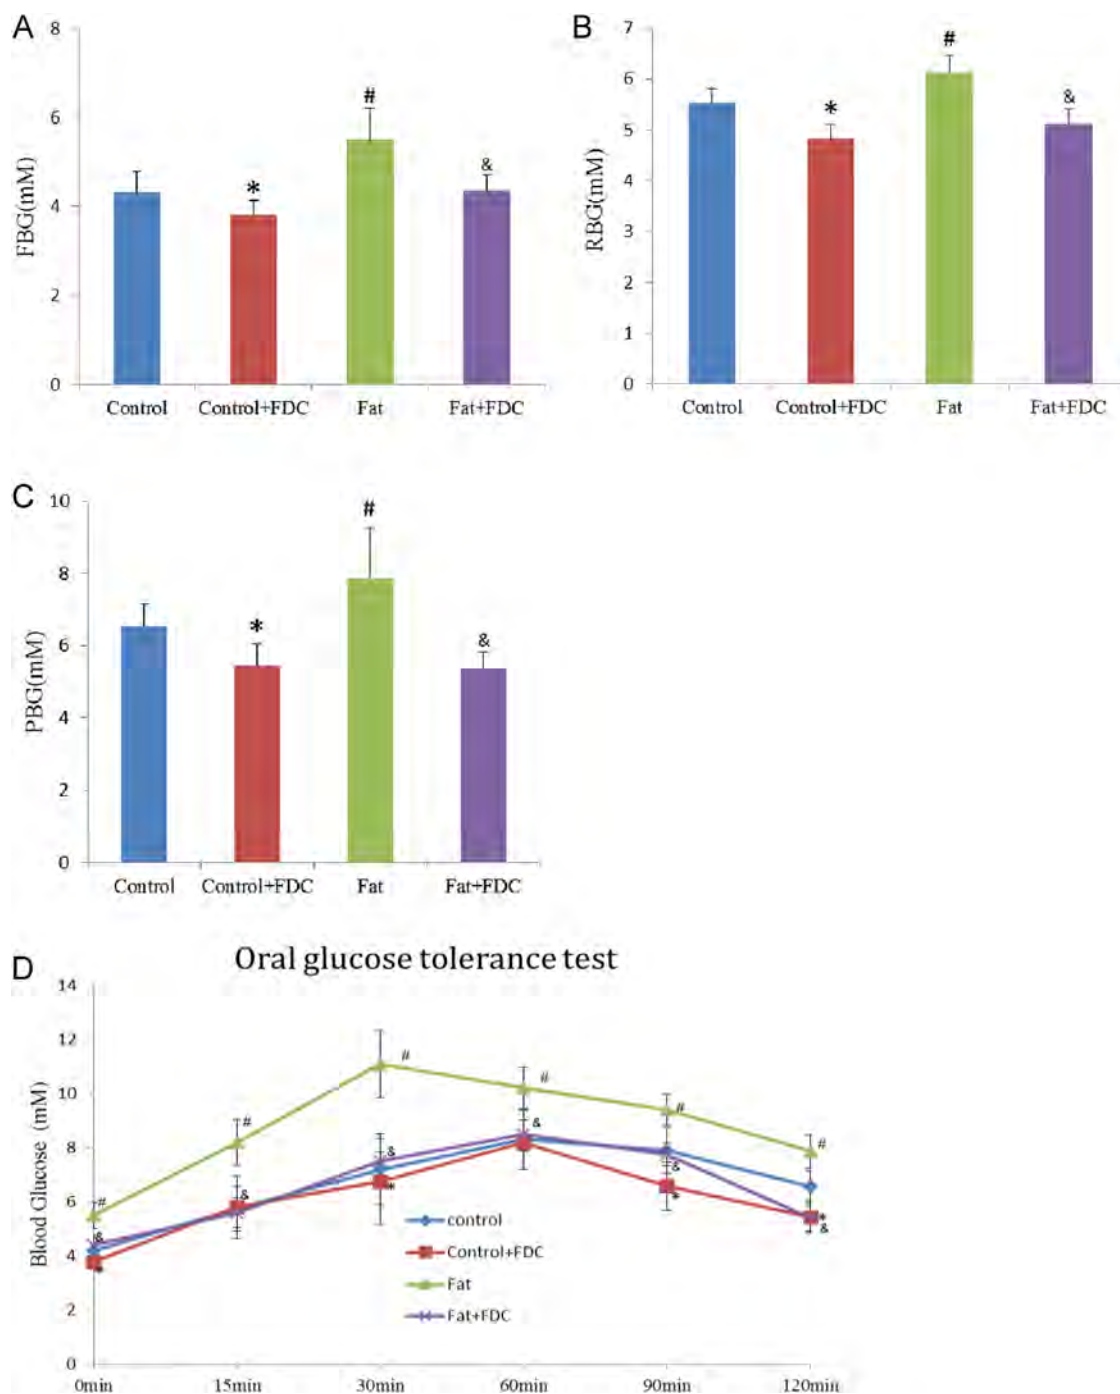 A
8
6
4
2
0
FBG(mM)
#
*
&
Control Control+FDC Fat Fat+FDC
B
7
6
5
4
3
2
1
0
RBG(mM)
#
*
&
Control Control+FDC Fat Fat+FDC
C
10
8
6
4
2
0
PBG(mM)
#
*
&
Control Control+FDC Fat Fat+FDC
D
Oral glucose tolerance test
14
12
10
8
6
4
2
0
Blood Glucose (mM)
# # # # # #
& & & & & &
* * * *
control
Control+FDC
Fat
Fat+FDC
0min 15min 30min 60min 90min 120min